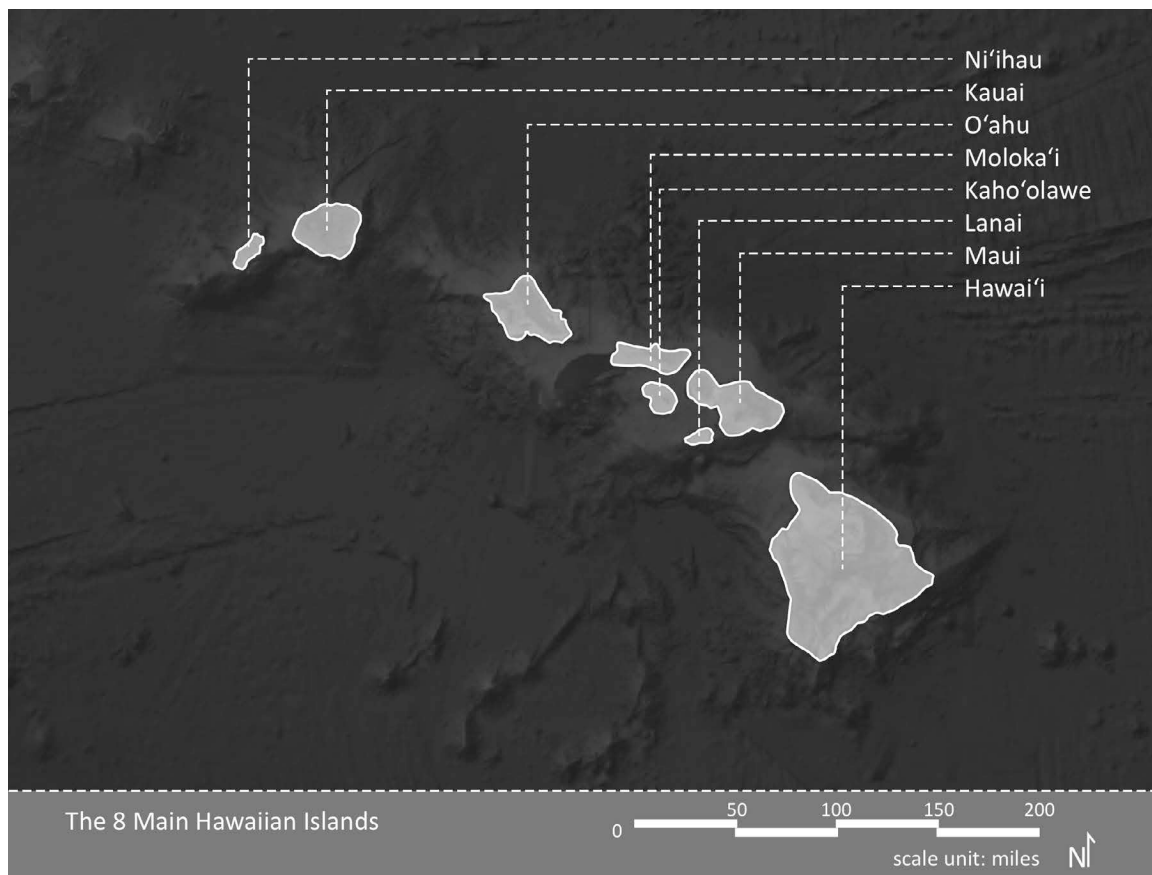 Ni‘ihau
Kauai
O‘ahu
Moloka‘i
Kaho‘olawe
Lanai
Maui
Hawai‘i
The 8 Main Hawaiian Islands
0 50 100 150 200
scale unit: miles N